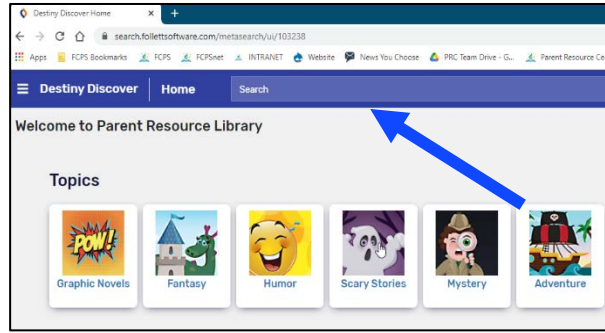 Destiny Discover Home
search.follettsoftware.com/metasearch/ui/103238
Apps FCPS Bookmarks FCPS FCPSnet INTRANET Website News You Choose PRC Team Drive - G... Parent Resource Ce
Destiny Discover Home Search
Welcome to Parent Resource Library
Topics
POW!
Graphic Novels Fantasy Humor Scary Stories Mystery Adventure